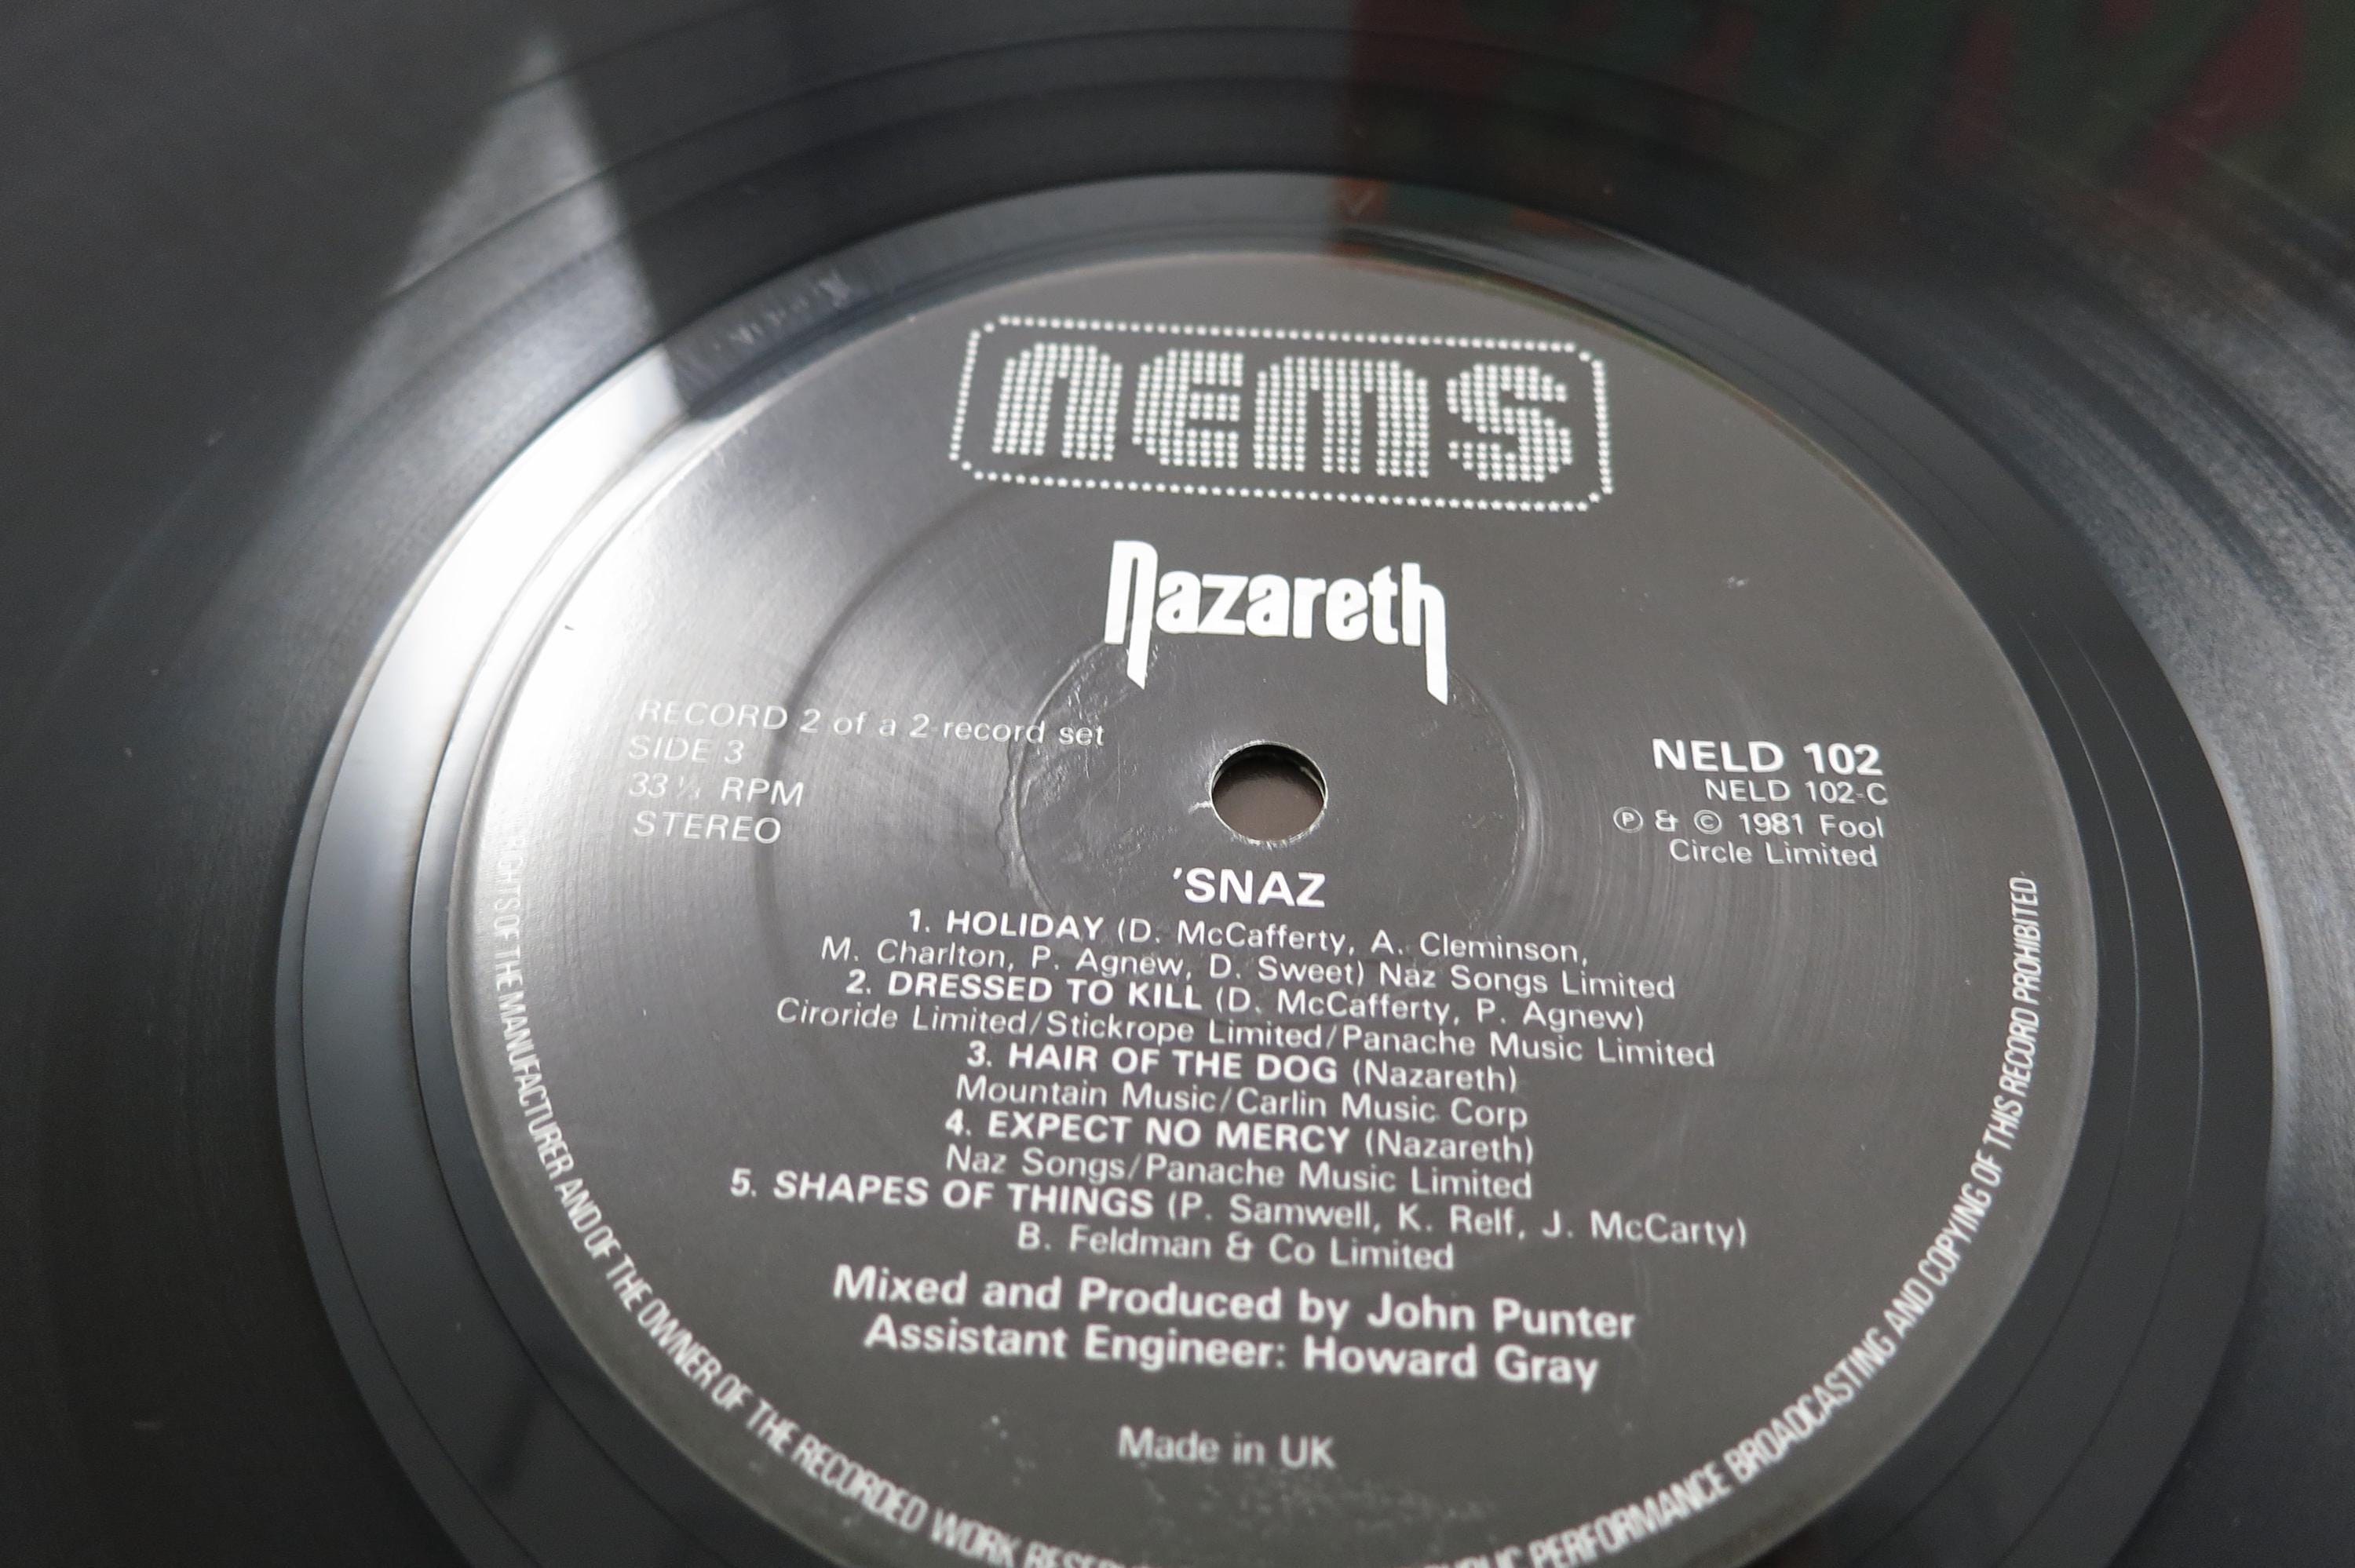 nems
Nazareth
RECORD 2 of a 2 record set
SIDE 3
33⅓ RPM
STEREO
NELD 102
NELD 102-C
℗ & © 1981 Fool
Circle Limited
'SNAZ
1. HOLIDAY (D. McCafferty, A. Cleminson,
M. Charlton, P. Agnew, D. Sweet) Naz Songs Limited
2. DRESSED TO KILL (D. McCafferty, P. Agnew)
Ciroride Limited/Stickrope Limited/Panache Music Limited
3. HAIR OF THE DOG (Nazareth)
Mountain Music/Carlin Music Corp
4. EXPECT NO MERCY (Nazareth)
Naz Songs/Panache Music Limited
5. SHAPES OF THINGS (P. Samwell, K. Relf, J. McCarty)
B. Feldman & Co Limited
Mixed and Produced by John Punter
Assistant Engineer: Howard Gray
Made in UK
OF THE MANUFACTURER AND OF THE OWNER OF THE RECORDED WORK
PERFORMANCE BROADCASTING AND COPYING OF THIS RECORD PROHIBITED.